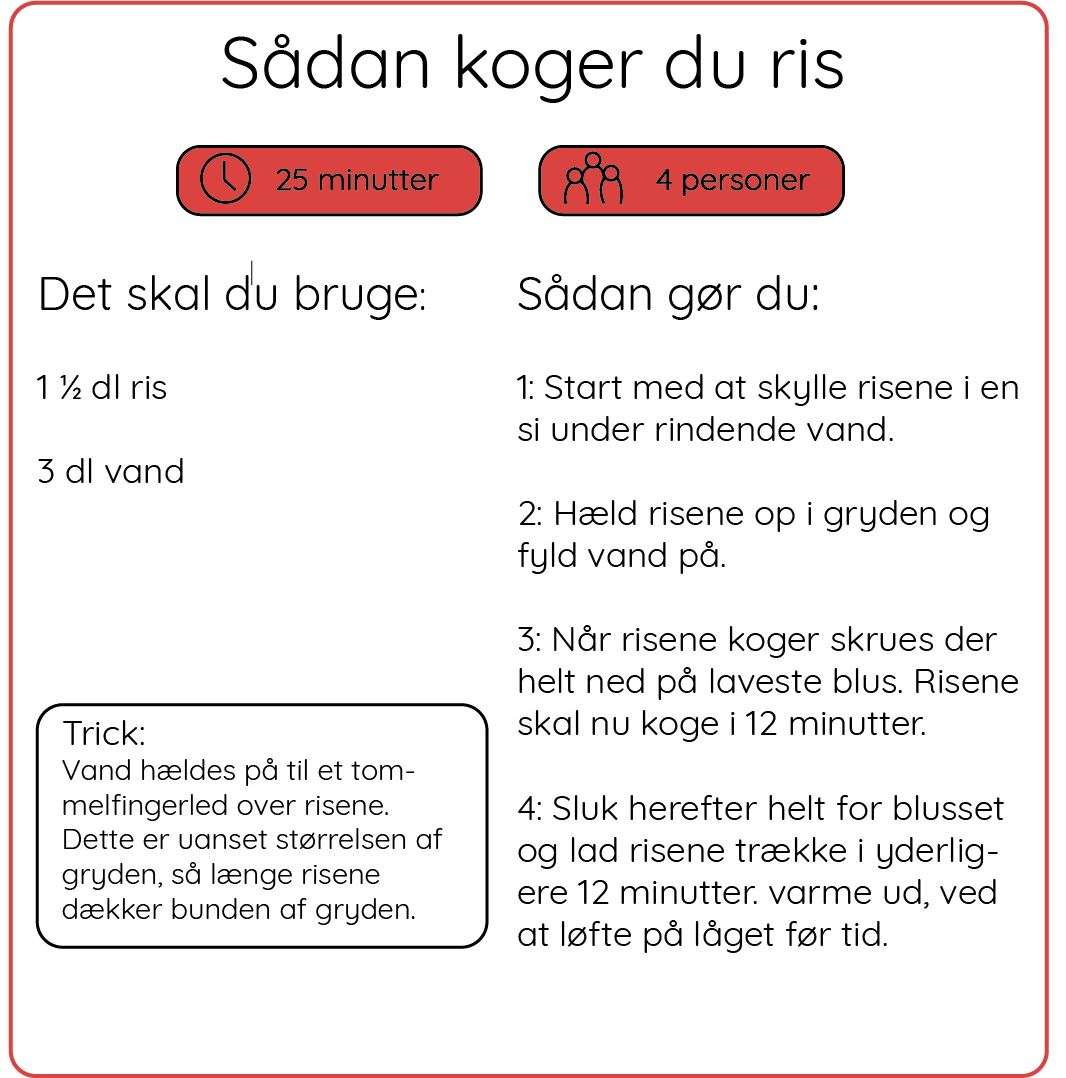 Sådan koger du ris
25 minutter
4 personer
Det skal du bruge:
1 ½ dl ris
3 dl vand
Trick:
Vand hældes på til et tom-
melfingerled over risene.
Dette er uanset størrelsen af
gryden, så længe risene
dækker bunden af gryden.
Sådan gør du:
1: Start med at skylle risene i en
si under rindende vand.
2: Hæld risene op i gryden og
fyld vand på.
3: Når risene koger skrues der
helt ned på laveste blus. Risene
skal nu koge i 12 minutter.
4: Sluk herefter helt for blusset
og lad risene trække i yderlig-
ere 12 minutter. varme ud, ved
at løfte på låget før tid.